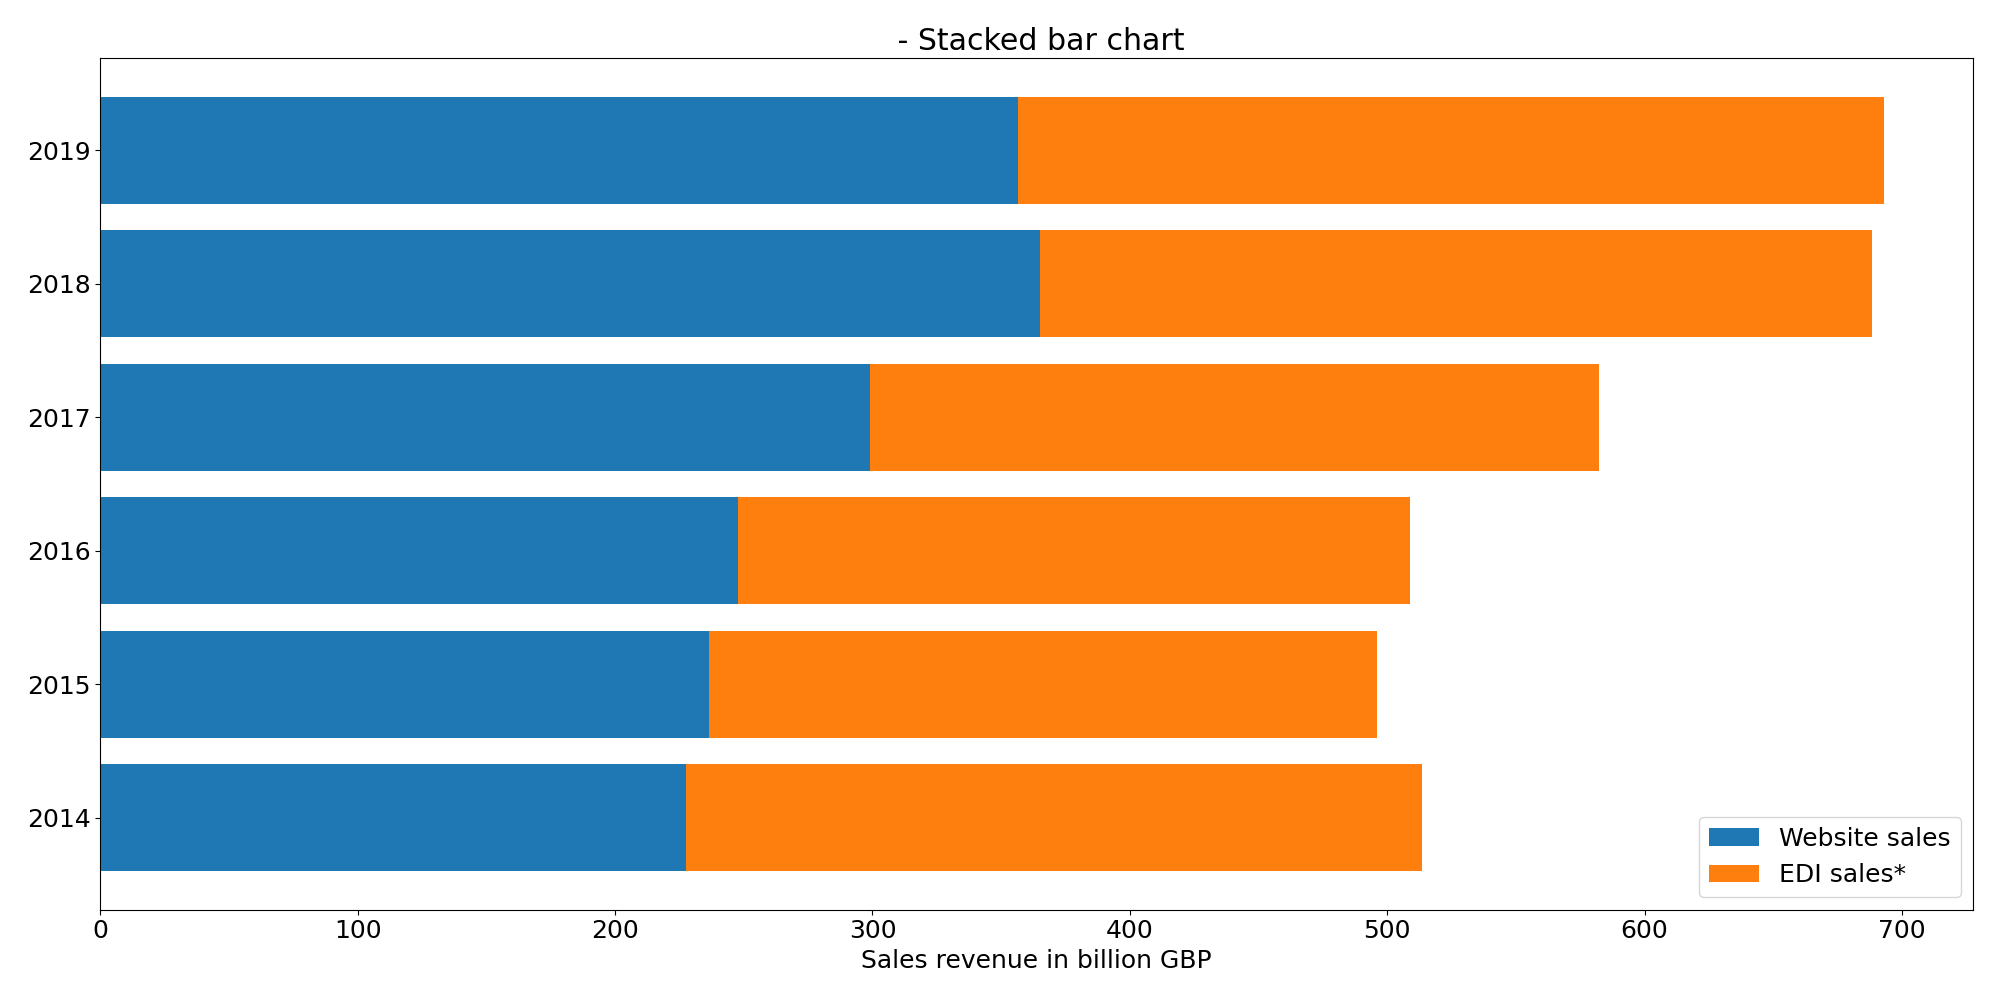 - Stacked bar chart
2019
2018
2017
2016
2015
2014
Website sales
EDI sales*
0 100 200 300 400 500 600 700
Sales revenue in billion GBP